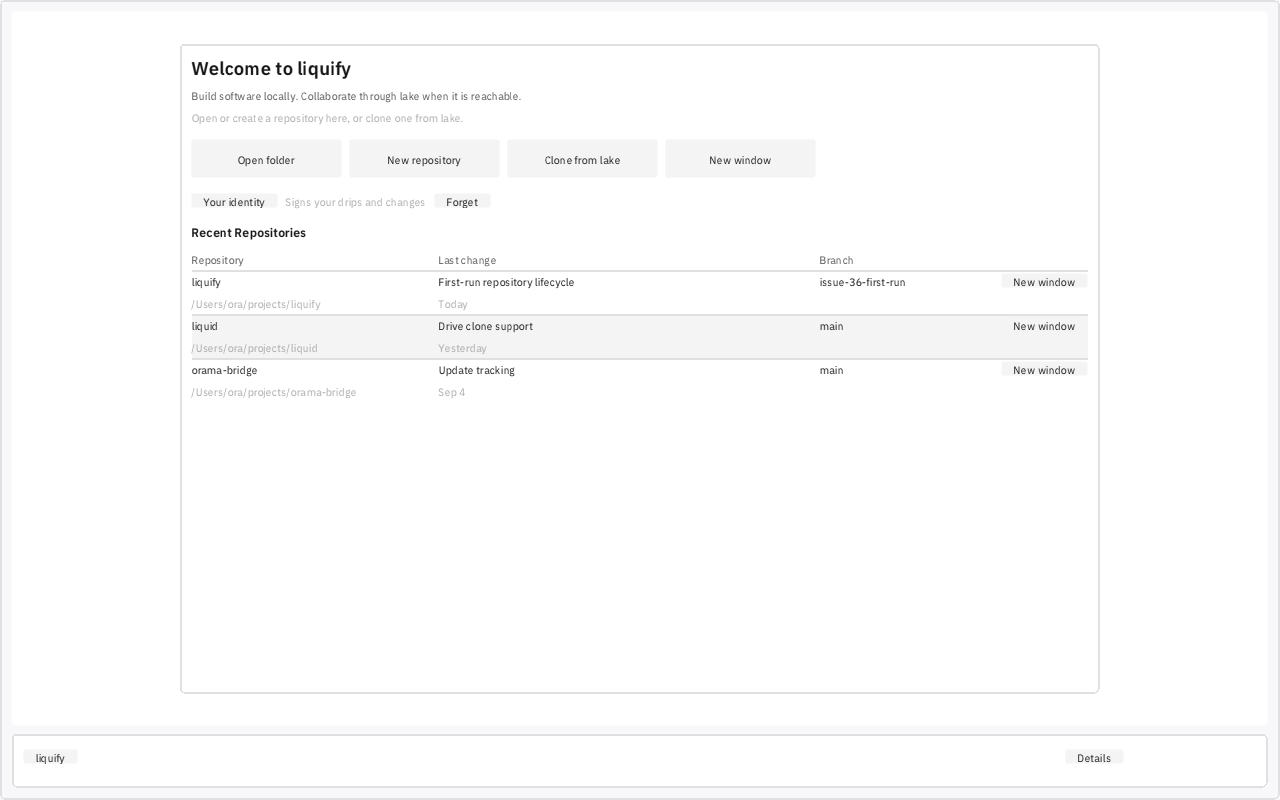 Welcome to liquify
Build software locally. Collaborate through lake when it is reachable.
Open or create a repository here, or clone one from lake.
Open folder New repository Clone from lake New window
Your identity Signs your drips and changes Forget
Recent Repositories
Repository Last change Branch
liquify First-run repository lifecycle issue-36-first-run New window
/Users/ora/projects/liquify Today
liquid Drive clone support main New window
/Users/ora/projects/liquid Yesterday
orama-bridge Update tracking main New window
/Users/ora/projects/orama-bridge Sep 4
liquify Details